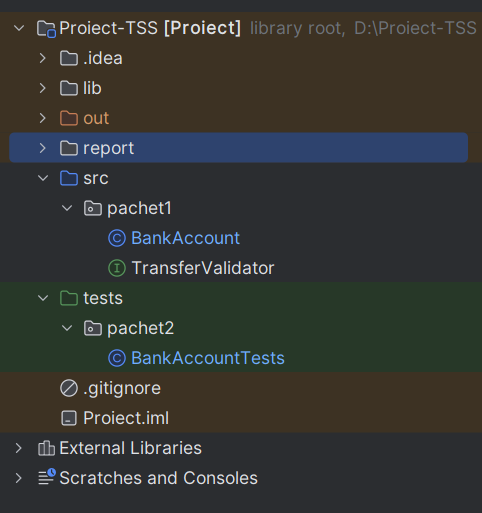 Proiect-TSS [Proiect] library root, D:\Proiect-TSS
.idea
lib
out
report
src
pachet1
BankAccount
TransferValidator
tests
pachet2
BankAccountTests
.gitignore
Proiect.iml
External Libraries
Scratches and Consoles